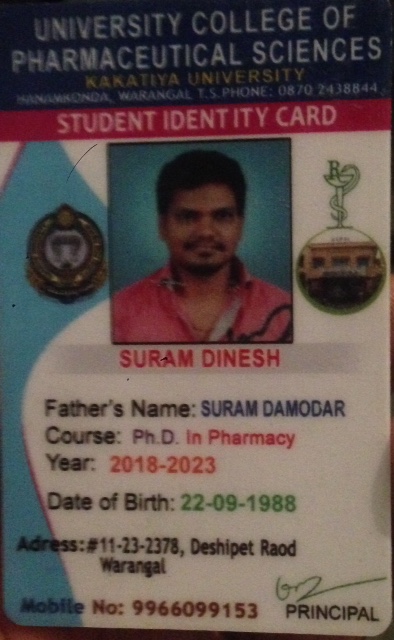 UNIVERSITY COLLEGE OF
PHARMACEUTICAL SCIENCES
KAKATIYA UNIVERSITY
HANAMKONDA, WARANGAL T.S.PHONE: 0870 2438844
STUDENT IDENTITY CARD
SURAM DINESH
Father's Name: SURAM DAMODAR
Course: Ph.D. In Pharmacy
Year: 2018-2023
Date of Birth: 22-09-1988
Adress:#11-23-2378, Deshipet Raod
Warangal
Mobile No: 9966099153
PRINCIPAL